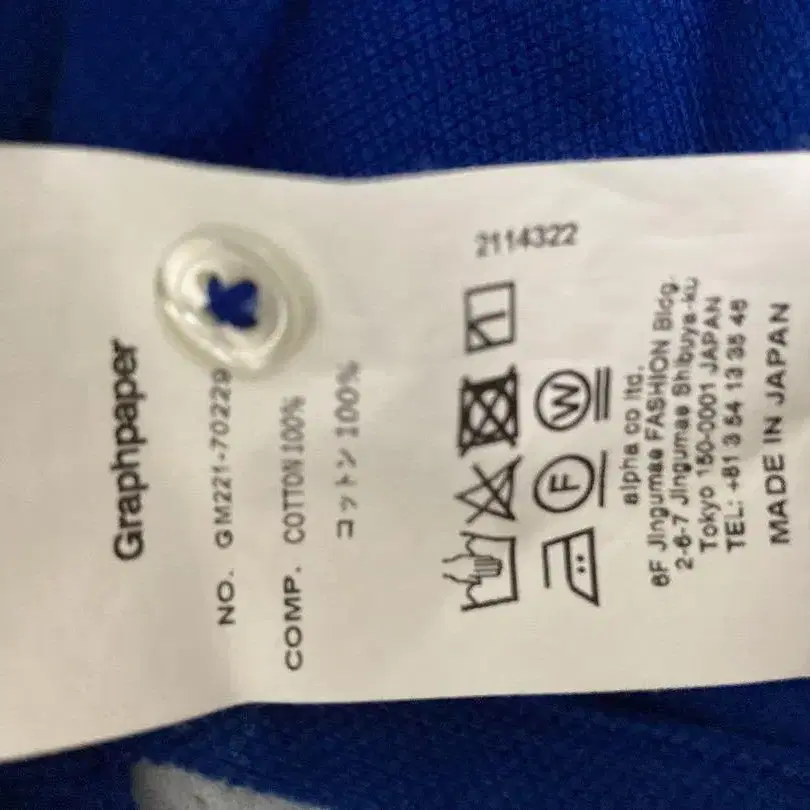 Graphpaper
NO. GM221-70229
COMP. COTTON 100%
コットン 100%
2114322
F
W
alpha co ltd.
6F Jingumae FASHION Bldg.
2-6-7 Jingumae Shibuya-ku
Tokyo 150-0001 JAPAN
TEL: +81 3 54 13 35 45
MADE IN JAPAN